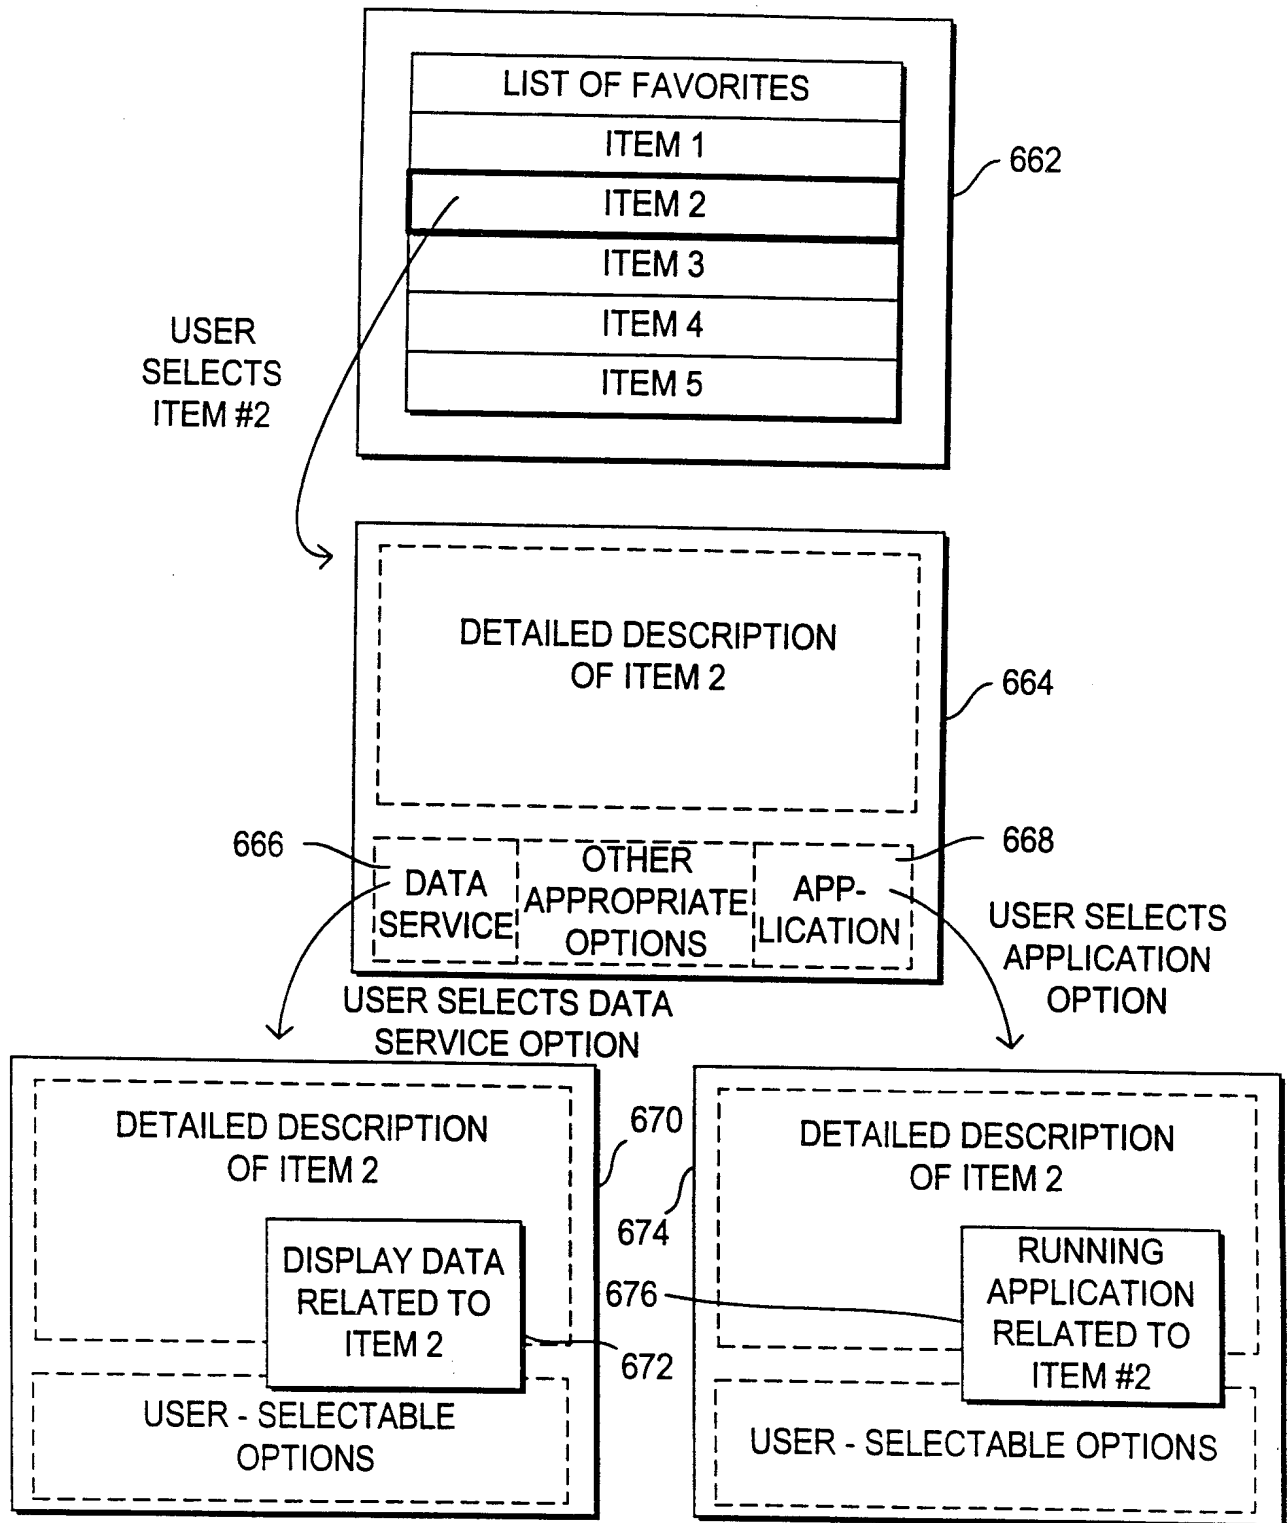 LIST OF FAVORITES
ITEM 1
662
ITEM 2
ITEM 3
ITEM 4
ITEM 5
USER
SELECTS
ITEM #2
DETAILED DESCRIPTION
OF ITEM 2
664
666
668
DATA
SERVICE
OTHER
APPROPRIATE
OPTIONS
APP-
LICATION
USER SELECTS
APPLICATION
OPTION
USER SELECTS DATA
SERVICE OPTION
DETAILED DESCRIPTION
OF ITEM 2
670
DISPLAY DATA
RELATED TO
ITEM 2
672
USER - SELECTABLE
OPTIONS
674
DETAILED DESCRIPTION
OF ITEM 2
676
RUNNING
APPLICATION
RELATED TO
ITEM #2
USER - SELECTABLE OPTIONS